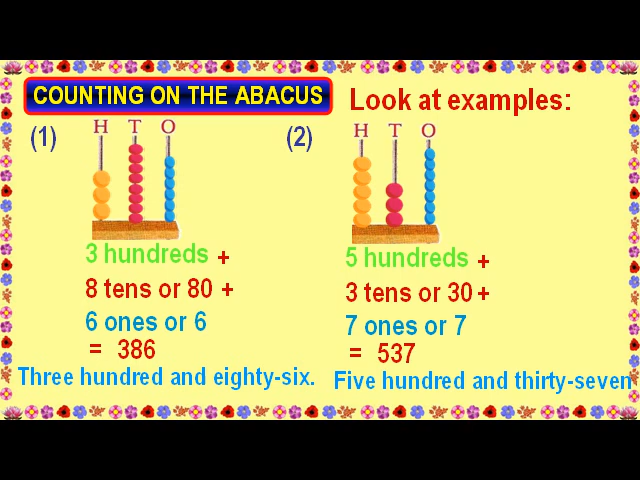 COUNTING ON THE ABACUS
Look at examples:
(1)
H T O
3 hundreds +
8 tens or 80 +
6 ones or 6
= 386
Three hundred and eighty-six.
(2)
H T O
5 hundreds +
3 tens or 30 +
7 ones or 7
= 537
Five hundred and thirty-seven